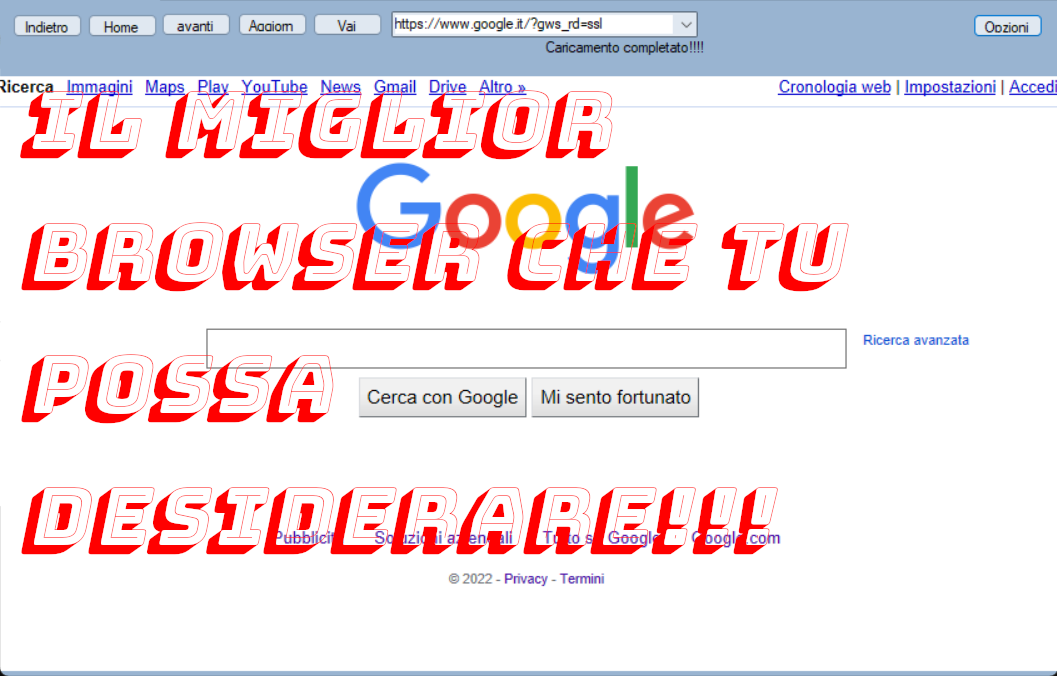 Indietro Home avanti Aggiorn Vai https://www.google.it/?gws_rd=ssl Opzioni
Caricamento completato!!!!
Ricerca Immagini Maps Play YouTube News Gmail Drive Altro » Cronologia web | Impostazioni | Accedi
IL MIGLIOR
Google
BROWSER CHE TU
Ricerca avanzata
POSSA
Cerca con Google Mi sento fortunato
DESIDERARE!!!
Pubblicità Soluzioni aziendali Tutto su Google Google.com
© 2022 - Privacy - Termini